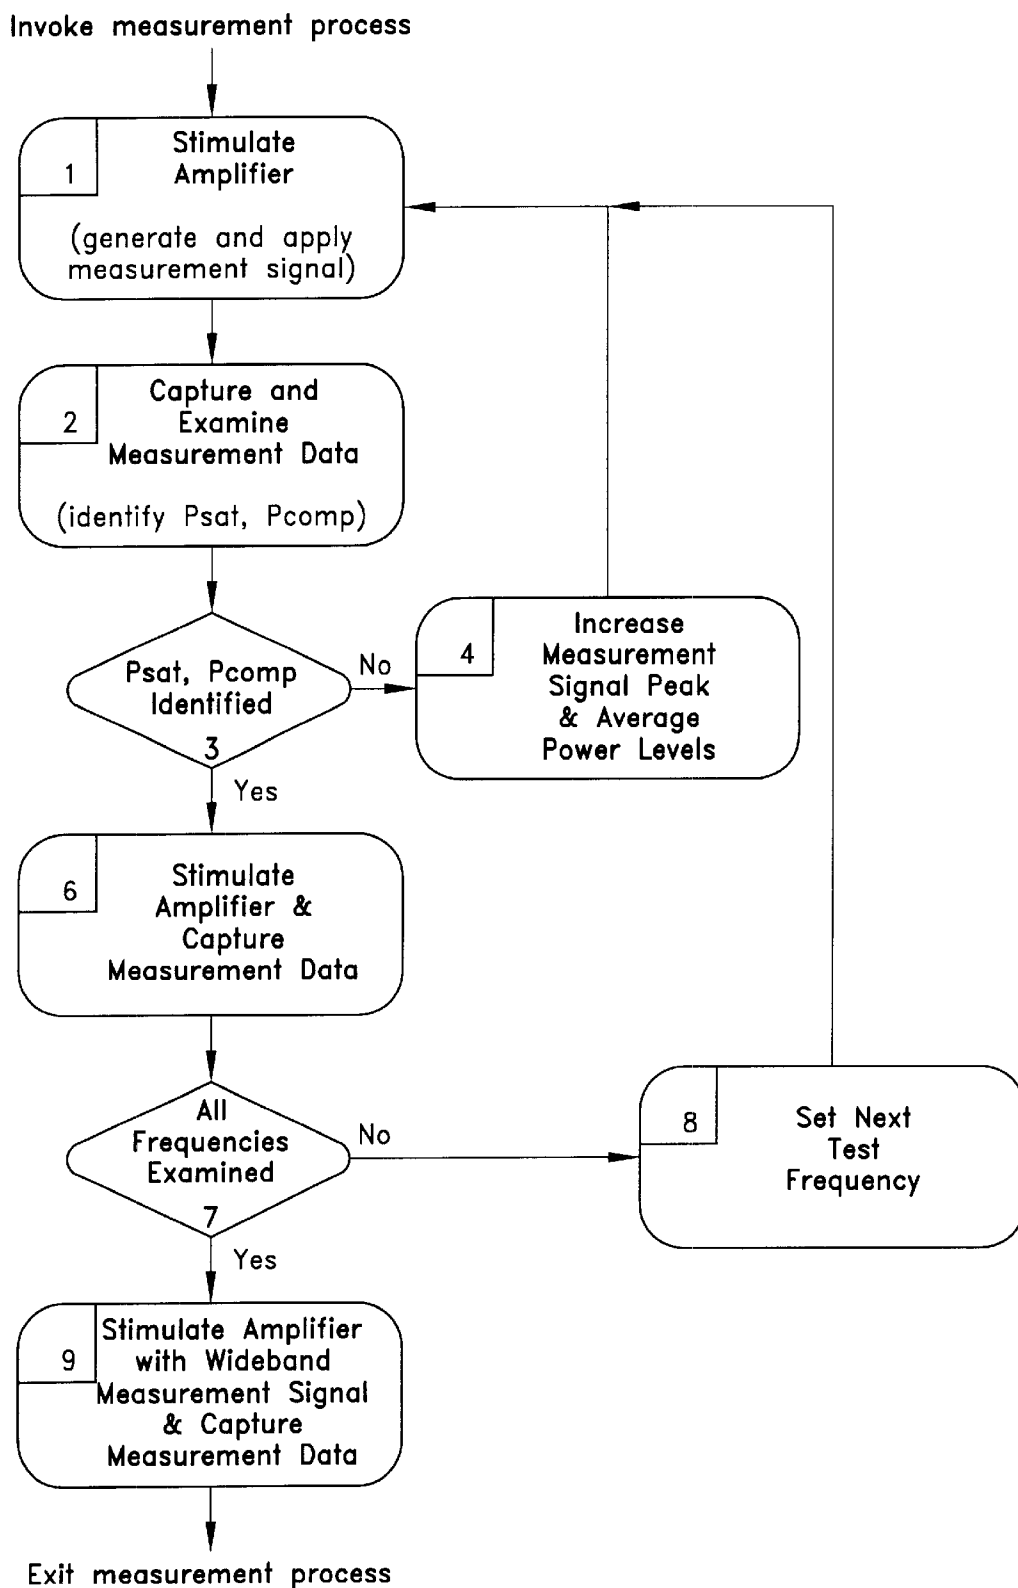 Invoke measurement process
1
Stimulate
Amplifier
(generate and apply
measurement signal)
2
Capture and
Examine
Measurement Data
(identify Psat, Pcomp)
Psat, Pcomp
Identified
3
No
Yes
4
Increase
Measurement
Signal Peak
& Average
Power Levels
6
Stimulate
Amplifier &
Capture
Measurement Data
All
Frequencies
Examined
7
No
Yes
8
Set Next
Test
Frequency
9
Stimulate Amplifier
with Wideband
Measurement Signal
& Capture
Measurement Data
Exit measurement process